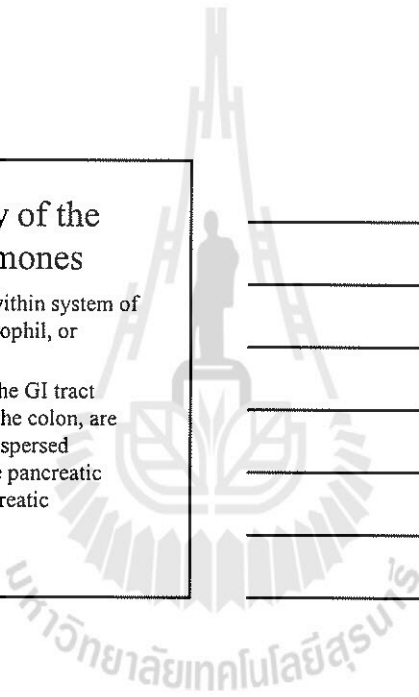 y of the
mones
vithin system of
ophil, or
he GI tract
he colon, are
spersed
e pancreatic
reatic
มหาวิทยาลัยเทคโนโลยีสุรนารี